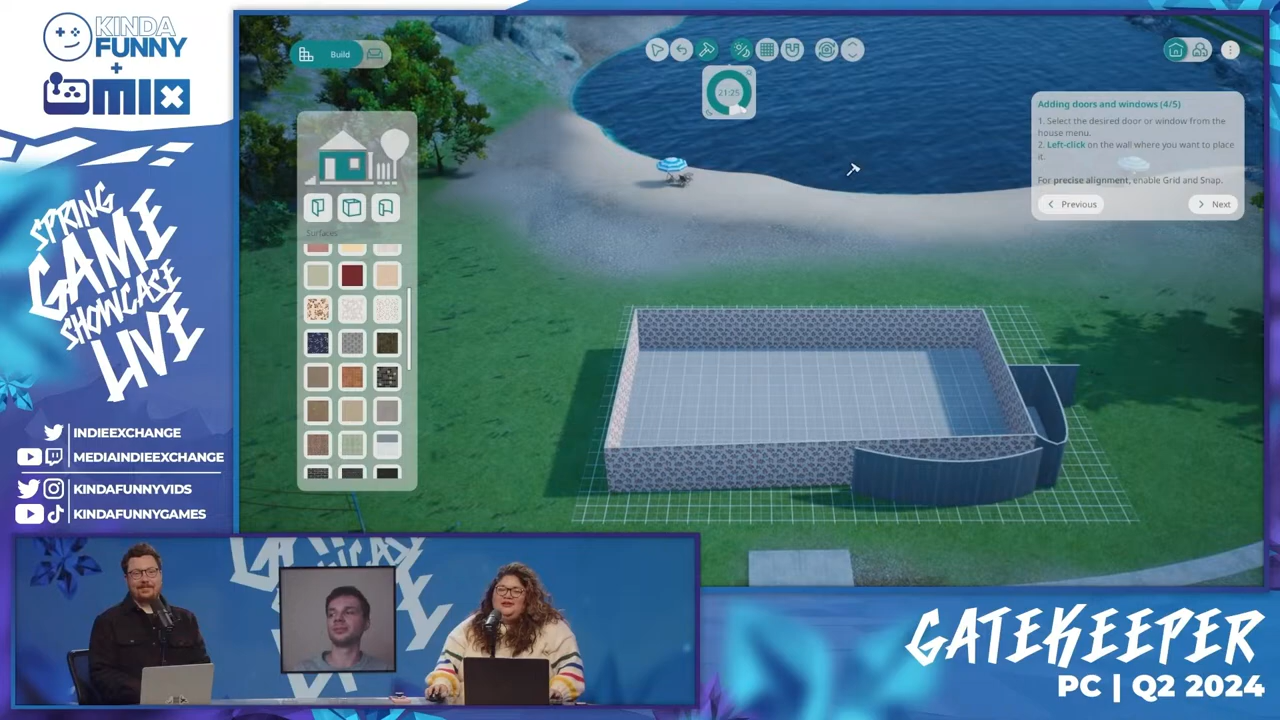 KINDA
FUNNY
+
MIX
SPRING
GAME
SHOWCASE
LIVE
INDIEEXCHANGE
MEDIAINDIEEXCHANGE
KINDAFUNNYVIDS
KINDAFUNNYGAMES
Build
21:25
Surfaces
Adding doors and windows (4/5)
1. Select the desired door or window from the
house menu.
2. Left-click on the wall where you want to place
it.
For precise alignment, enable Grid and Snap.
Previous
Next
GATEKEEPER
PC | Q2 2024